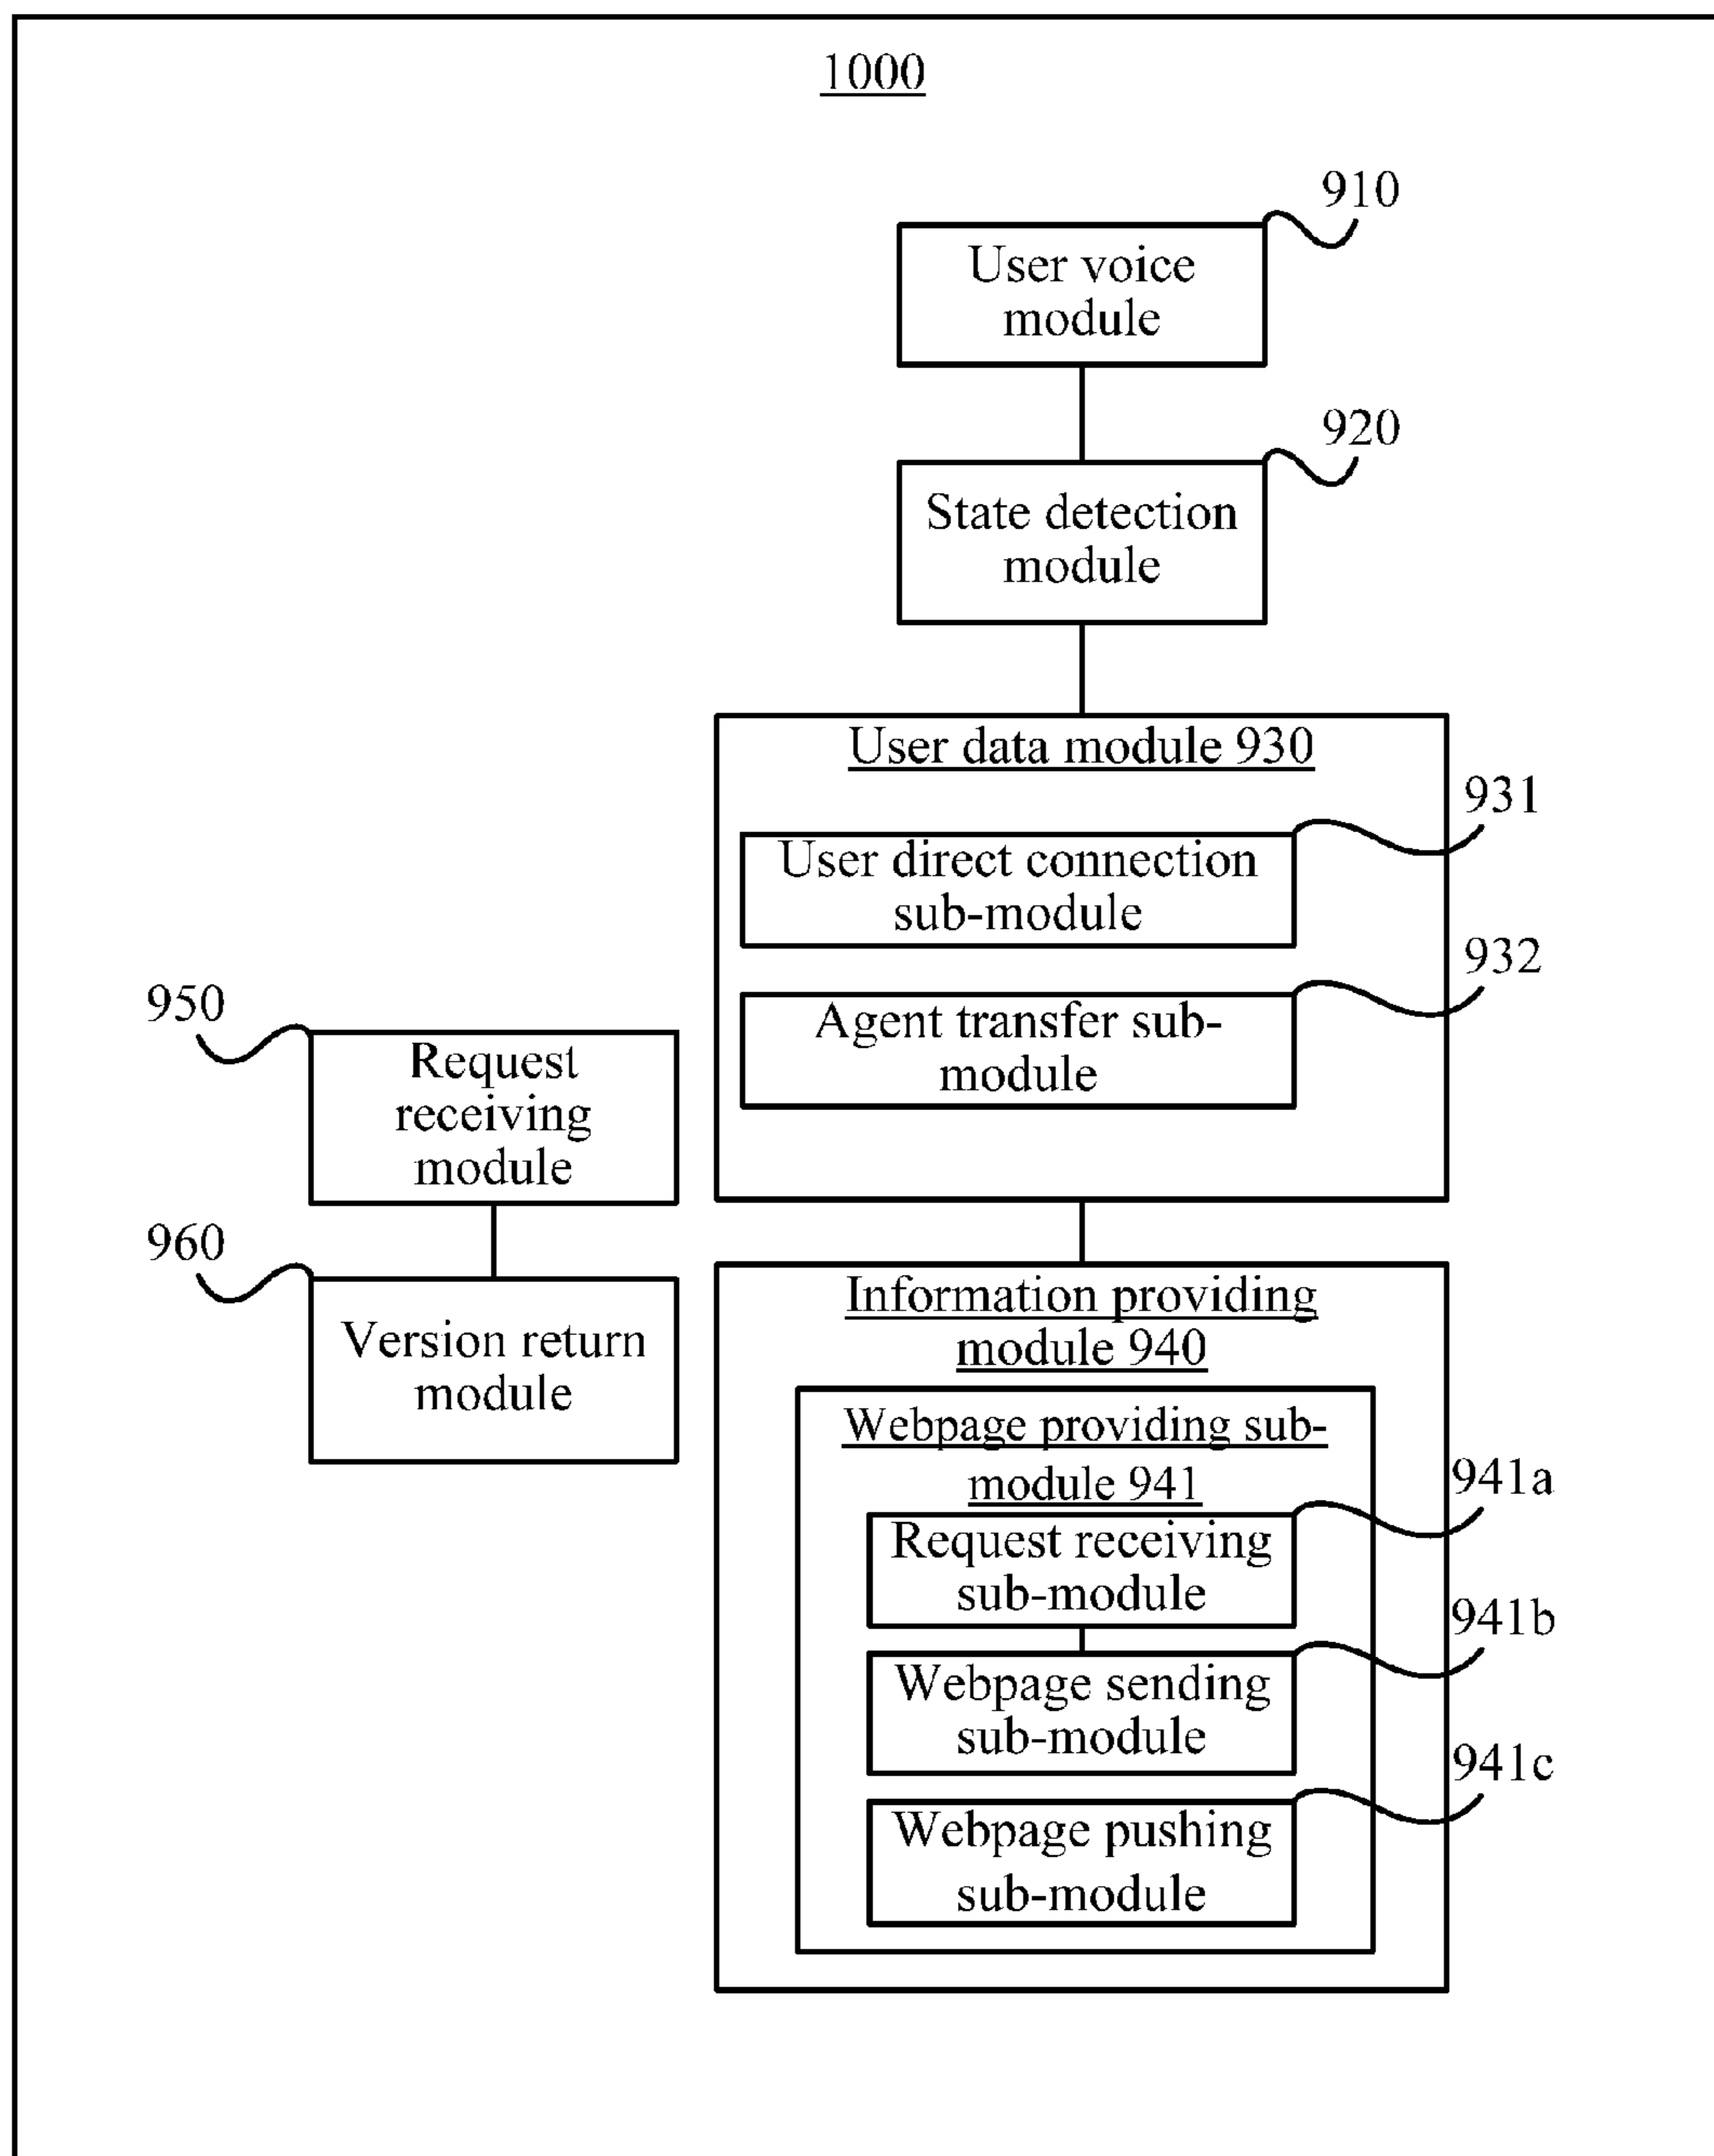 1000
910
User voice
module
920
State detection
module
User data module 930
931
User direct connection
sub-module
932
Agent transfer sub-
module
950
Request
receiving
module
960
Version return
module
Information providing
module 940
Webpage providing sub-
module 941
941a
Request receiving
sub-module
941b
Webpage sending
sub-module
941c
Webpage pushing
sub-module